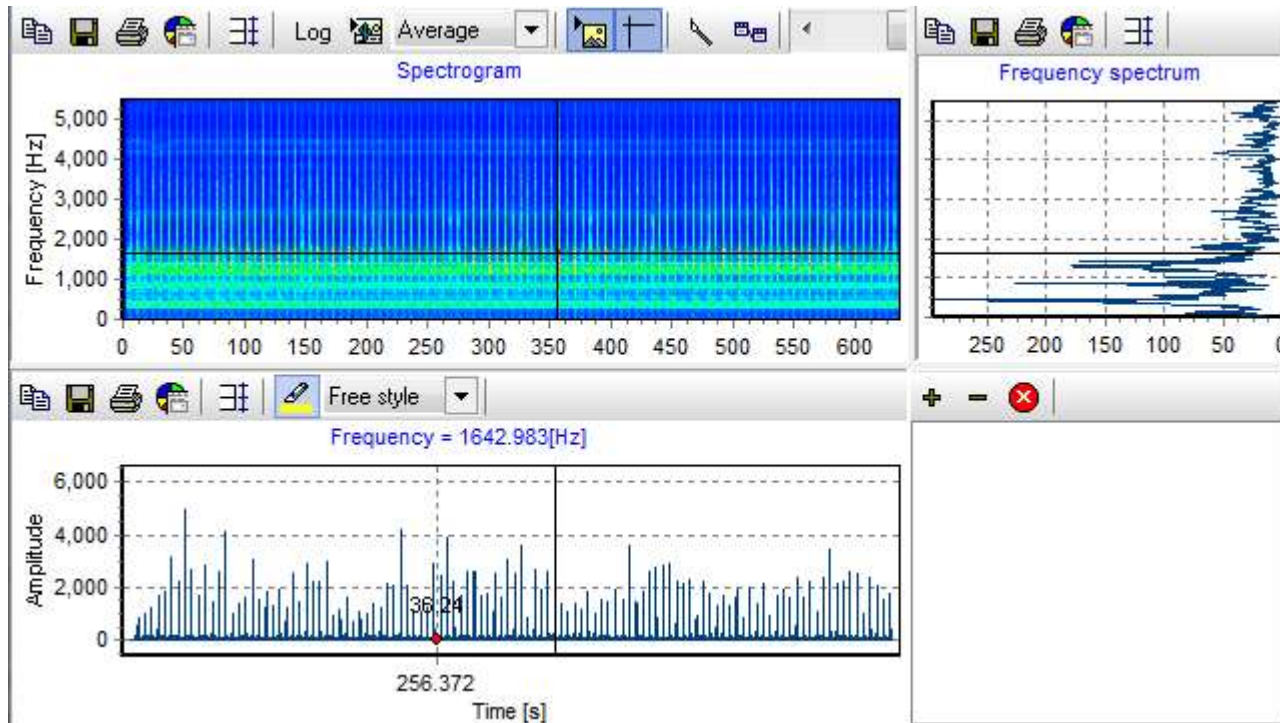 Log Average
Spectrogram
Frequency [Hz]
5,000
4,000
3,000
2,000
1,000
0
0 50 100 150 200 250 300 350 400 450 500 550 600
Frequency spectrum
250 200 150 100 50 0
Free style
Frequency = 1642.983[Hz]
Amplitude
6,000
4,000
2,000
0
36.24
256.372
Time [s]